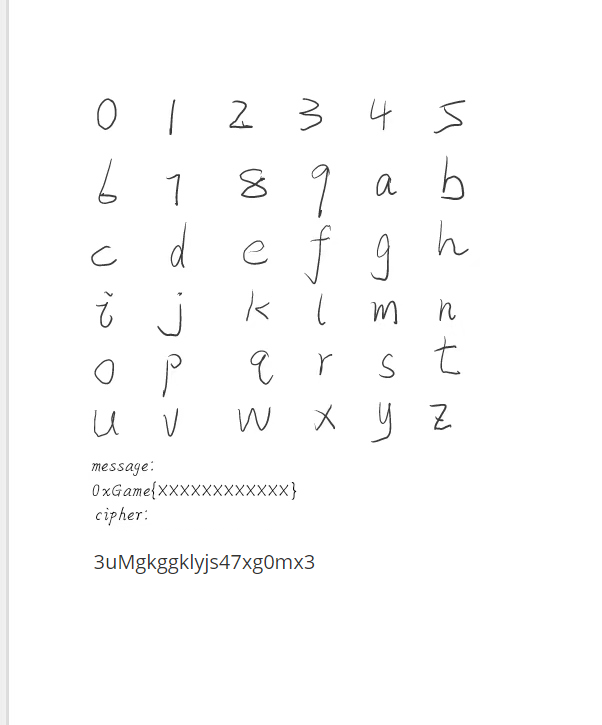 0 1 2 3 4 5
6 7 8 9 a b
c d e f g h
i j k l m n
o p q r s t
u v w x y z
message:
0xGame{XXXXXXXXXXXX}
cipher:
3uMgkggklyjs47xg0mx3